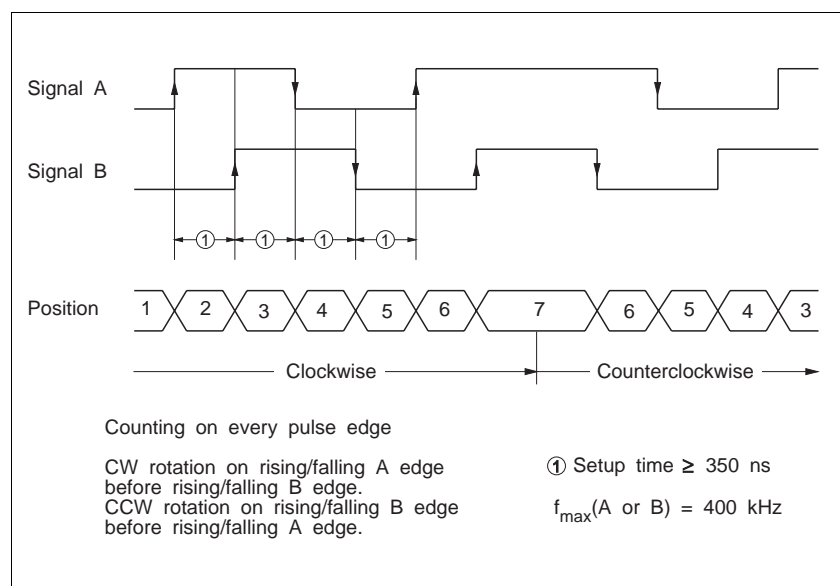 Signal A
Signal B
① ① ① ①
Position 1 2 3 4 5 6 7 6 5 4 3
Clockwise Counterclockwise
Counting on every pulse edge
CW rotation on rising/falling A edge
before rising/falling B edge.
CCW rotation on rising/falling B edge
before rising/falling A edge.
① Setup time ≥ 350 ns
fmax(A or B) = 400 kHz